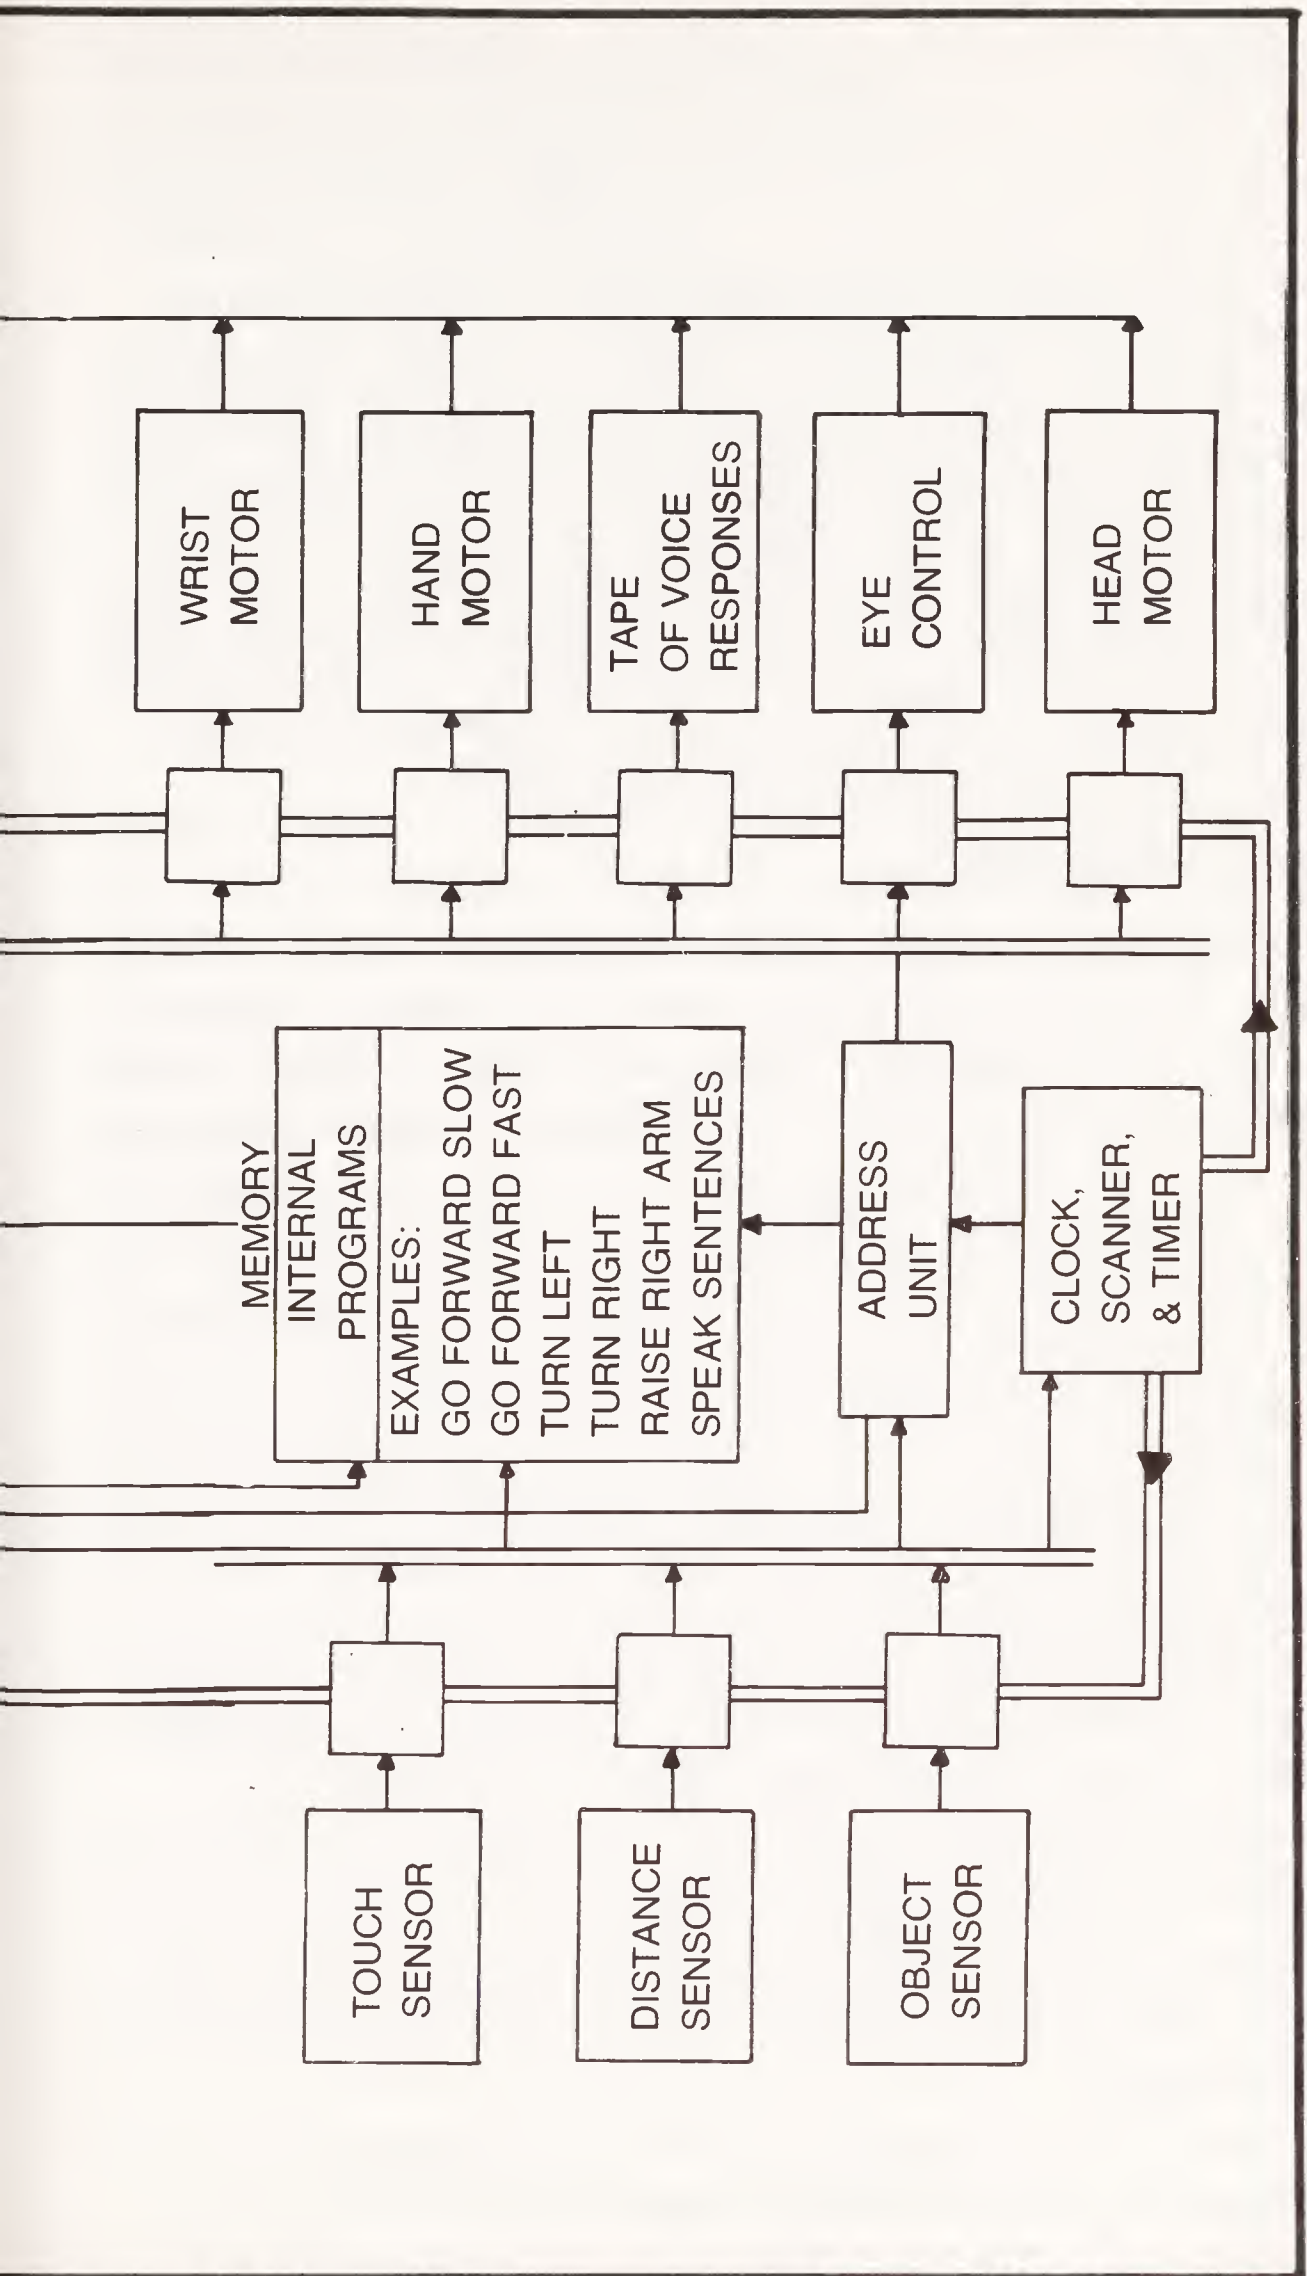 TOUCH
SENSOR
DISTANCE
SENSOR
OBJECT
SENSOR
MEMORY
INTERNAL
PROGRAMS
EXAMPLES:
GO FORWARD SLOW
GO FORWARD FAST
TURN LEFT
TURN RIGHT
RAISE RIGHT ARM
SPEAK SENTENCES
ADDRESS
UNIT
CLOCK,
SCANNER,
& TIMER
WRIST
MOTOR
HAND
MOTOR
TAPE
OF VOICE
RESPONSES
EYE
CONTROL
HEAD
MOTOR